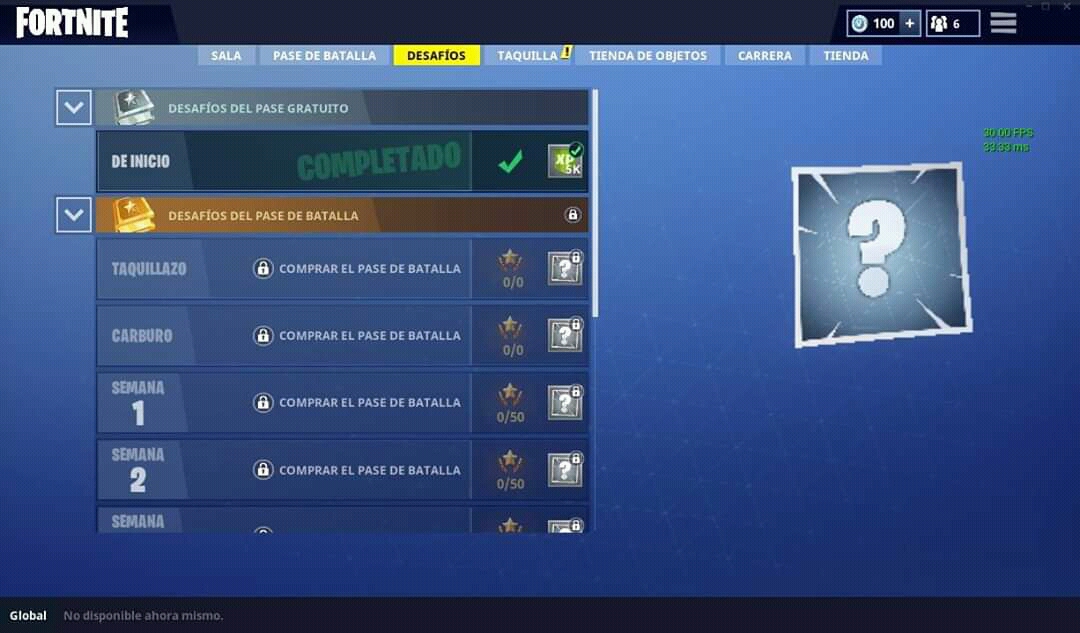 FORTNITE
100 +
6
SALA
PASE DE BATALLA
DESAFÍOS
TAQUILLA !
TIENDA DE OBJETOS
CARRERA
TIENDA
DESAFÍOS DEL PASE GRATUITO
DE INICIO
COMPLETADO
XP
5K
30.00 FPS
33.33 ms
DESAFÍOS DEL PASE DE BATALLA
TAQUILLAZO
COMPRAR EL PASE DE BATALLA
0/0
?
?
CARBURO
COMPRAR EL PASE DE BATALLA
0/0
?
SEMANA
1
COMPRAR EL PASE DE BATALLA
0/50
?
SEMANA
2
COMPRAR EL PASE DE BATALLA
0/50
?
SEMANA
Global
No disponible ahora mismo.